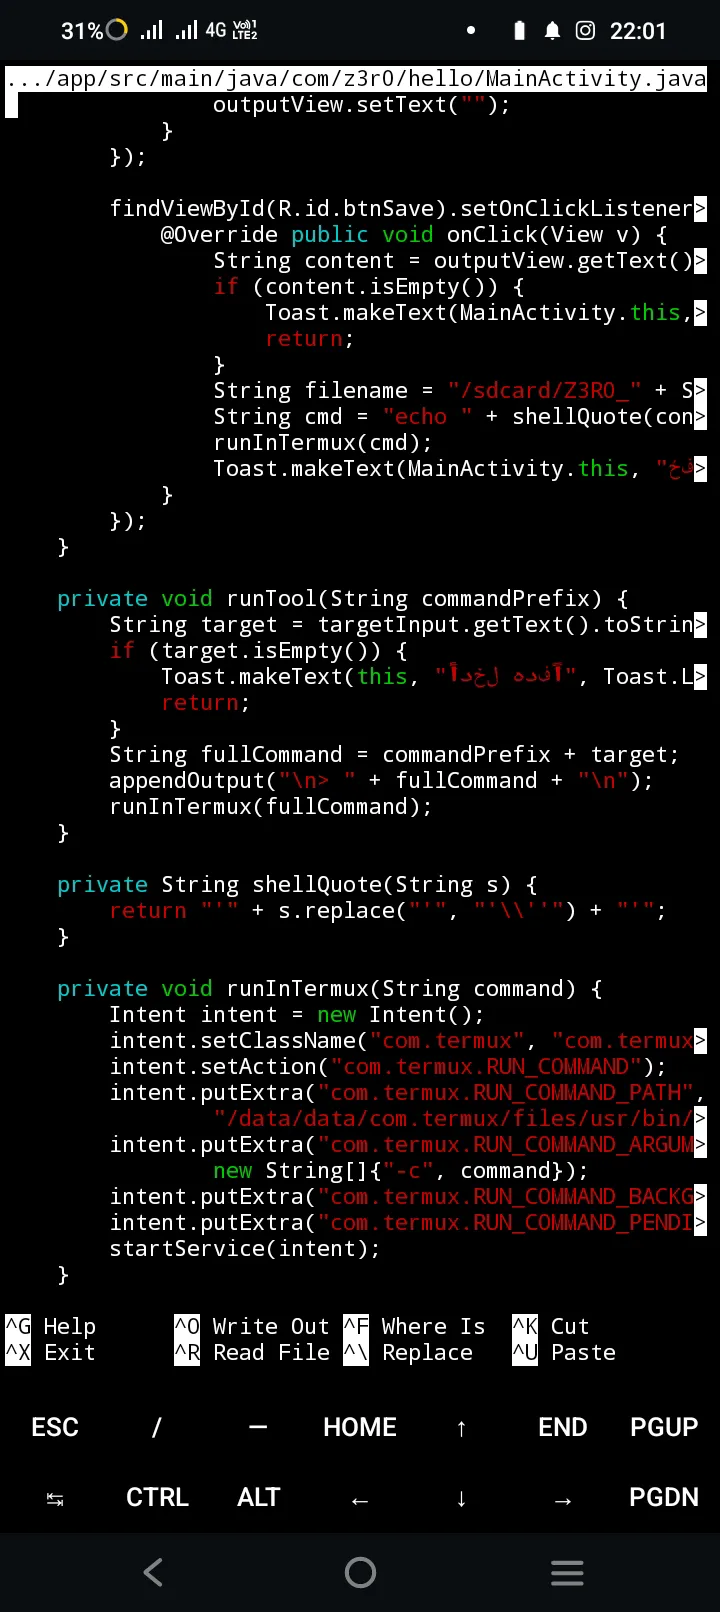 31% 4G Vo)) 1 LTE2 22:01
.../app/src/main/java/com/z3r0/hello/MainActivity.java
outputView.setText("");
}
});
findViewById(R.id.btnSave).setOnClickListener>
@Override public void onClick(View v) {
String content = outputView.getText()>
if (content.isEmpty()) {
Toast.makeText(MainActivity.this,>
return;
}
String filename = "/sdcard/Z3R0_" + S>
String cmd = "echo " + shellQuote(con>
runInTermux(cmd);
Toast.makeText(MainActivity.this, ">
}
});
}
private void runTool(String commandPrefix) {
String target = targetInput.getText().toStrin>
if (target.isEmpty()) {
Toast.makeText(this, "", Toast.L>
return;
}
String fullCommand = commandPrefix + target;
appendOutput("\n> " + fullCommand + "\n");
runInTermux(fullCommand);
}
private String shellQuote(String s) {
return "'" + s.replace("'", "'\\''") + "'";
}
private void runInTermux(String command) {
Intent intent = new Intent();
intent.setClassName("com.termux", "com.termux>
intent.setAction("com.termux.RUN_COMMAND");
intent.putExtra("com.termux.RUN_COMMAND_PATH",
"/data/data/com.termux/files/usr/bin/>
intent.putExtra("com.termux.RUN_COMMAND_ARGUM>
new String[]{"-c", command});
intent.putExtra("com.termux.RUN_COMMAND_BACKG>
intent.putExtra("com.termux.RUN_COMMAND_PENDI>
startService(intent);
}
^G Help ^O Write Out ^F Where Is ^K Cut
^X Exit ^R Read File ^\ Replace ^U Paste
ESC / — HOME ↑ END PGUP
↹ CTRL ALT ← ↓ → PGDN